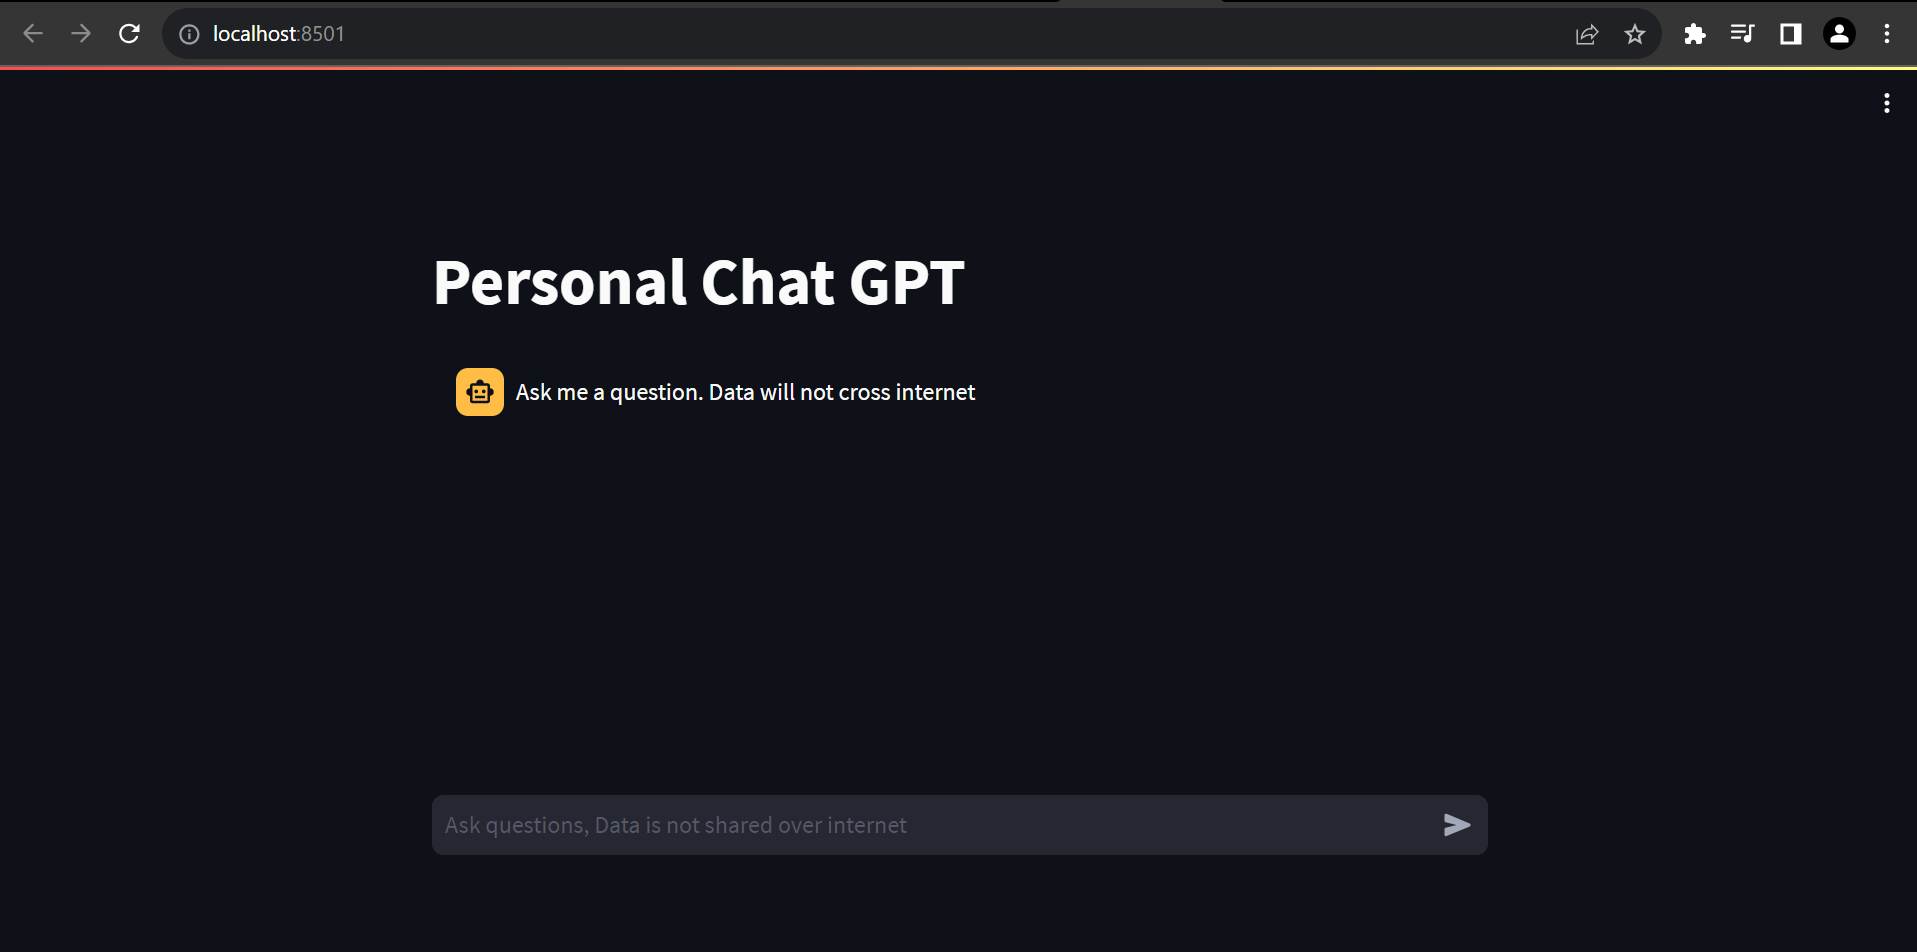 localhost:8501
Personal Chat GPT
Ask me a question. Data will not cross internet
Ask questions, Data is not shared over internet